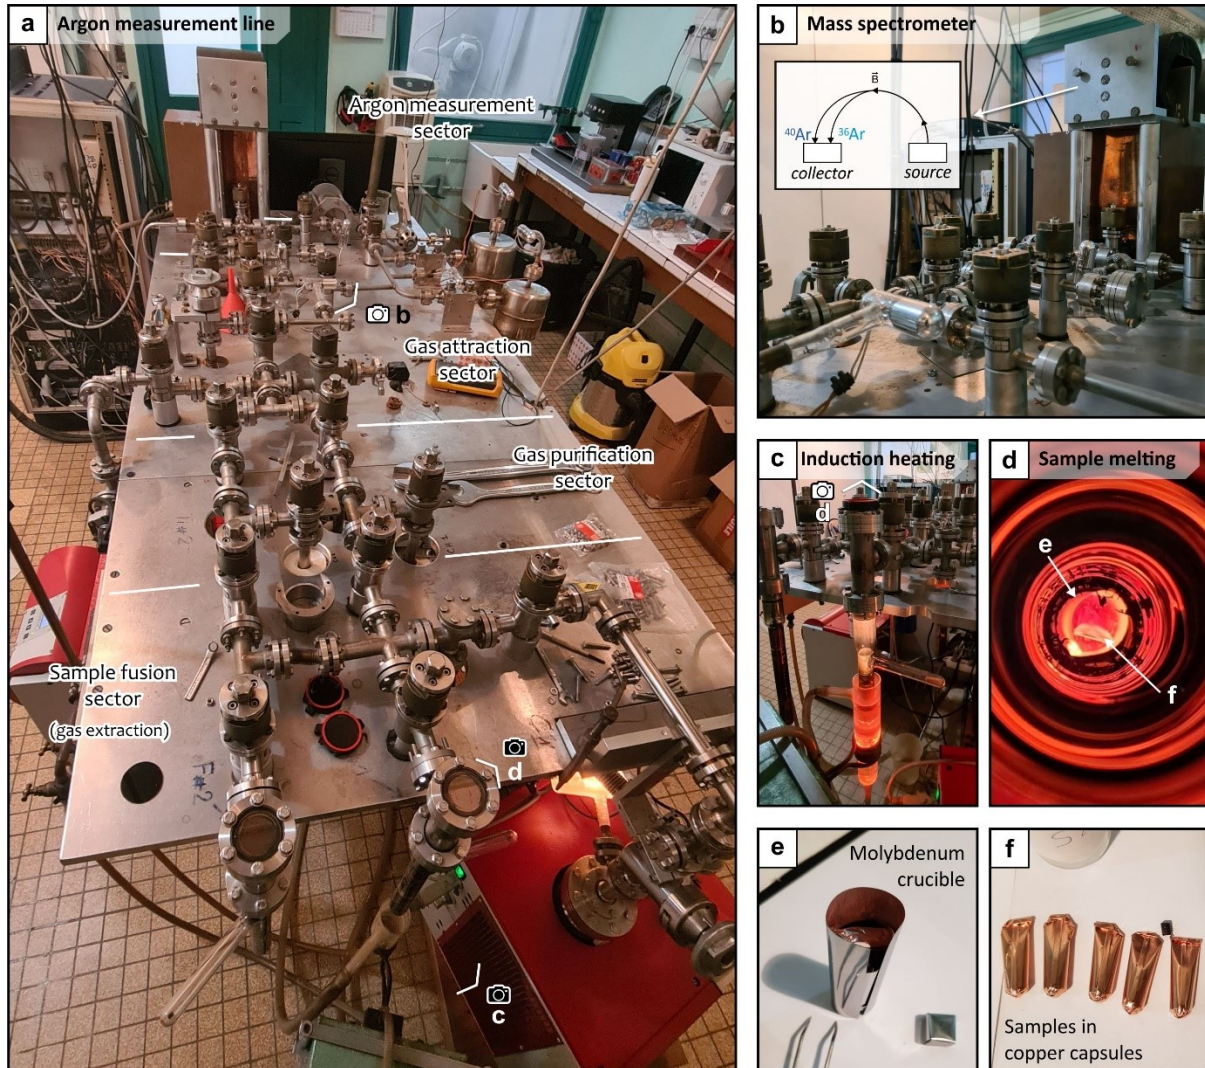 a Argon measurement line
Argon measurement
sector
b
Gas attraction
sector
Gas purification
sector
Sample fusion
sector
(gas extraction)
F#2
d
c
b Mass spectrometer
B
40Ar
36Ar
collector
source
c Induction heating
d
d Sample melting
e
f
e
Molybdenum
crucible
f
Samples in
copper capsules